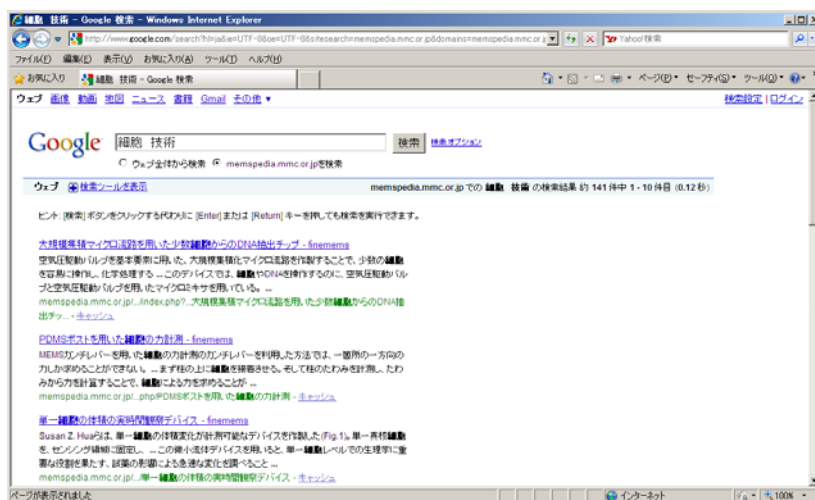 細胞 技術 - Google 検索 - Windows Internet Explorer
http://www.google.com/search?hl=ja&ie=UTF-8&oe=UTF-8&sitesearch=memspedia.mmc.or.jp&domains=memspedia.mmc.or.j
Yahoo!検索
ファイル(F) 編集(E) 表示(V) お気に入り(A) ツール(T) ヘルプ(H)
お気に入り 細胞 技術 - Google 検索 ページ(P) セーフティ(S) ツール(O)
ウェブ 画像 動画 地図 ニュース 書籍 Gmail その他 ▼ 検索設定 | ログイン
Google 細胞 技術 検索 検索オプション
ウェブ全体から検索 memspedia.mmc.or.jpを検索
ウェブ 検索ツールを表示 memspedia.mmc.or.jp での 細胞 技術 の検索結果 約 141 件中 1 - 10 件目 (0.12 秒)
ヒント: [検索] ボタンをクリックする代わりに [Enter]または [Return] キーを押しても検索を実行できます。
大規模集積マイクロ流路を用いた少数細胞からのDNA抽出チップ - finemems
空気圧駆動バルブを基本要素に用いた、大規模集積化マイクロ流路を作製することで、少数の細胞
を容易に操作し、化学処理する ... このデバイスでは、細胞やDNAを操作するのに、空気圧駆動バル
ブと空気圧駆動バルブを用いたマイクロミキサを用いている。 ...
memspedia.mmc.or.jp/.../index.php?...大規模集積マイクロ流路を用いた少数細胞からのDNA抽
出チッ... - キャッシュ
PDMSポストを用いた細胞の力計測 - finemems
MEMSカンチレバーを用いた細胞の力計測のカンチレバーを利用した方法では、一箇所の一方向の
力しか求めることができない。 ... まず柱の上に細胞を接着させる。そして柱のたわみを計測し、たわ
みから力を計算することで、細胞による力を求めることが ...
memspedia.mmc.or.jp/...php/PDMSポストを用いた細胞の力計測 - キャッシュ
単一細胞の体積の実時間観察デバイス - finemems
Susan Z. Huaらは、単一細胞の体積変化が計測可能なデバイスを作製した(Fig.1)。単一真核細胞
を、センシング領域に固定し、 ... この微小流体デバイスを用いると、単一細胞レベルでの生理学に重
要な役割を果たす、試薬の影響による急速な変化を調べること ...
memspedia.mmc.or.jp/.../単一細胞の体積の実時間観察デバイス - キャッシュ
ページが表示されました インターネット 100%